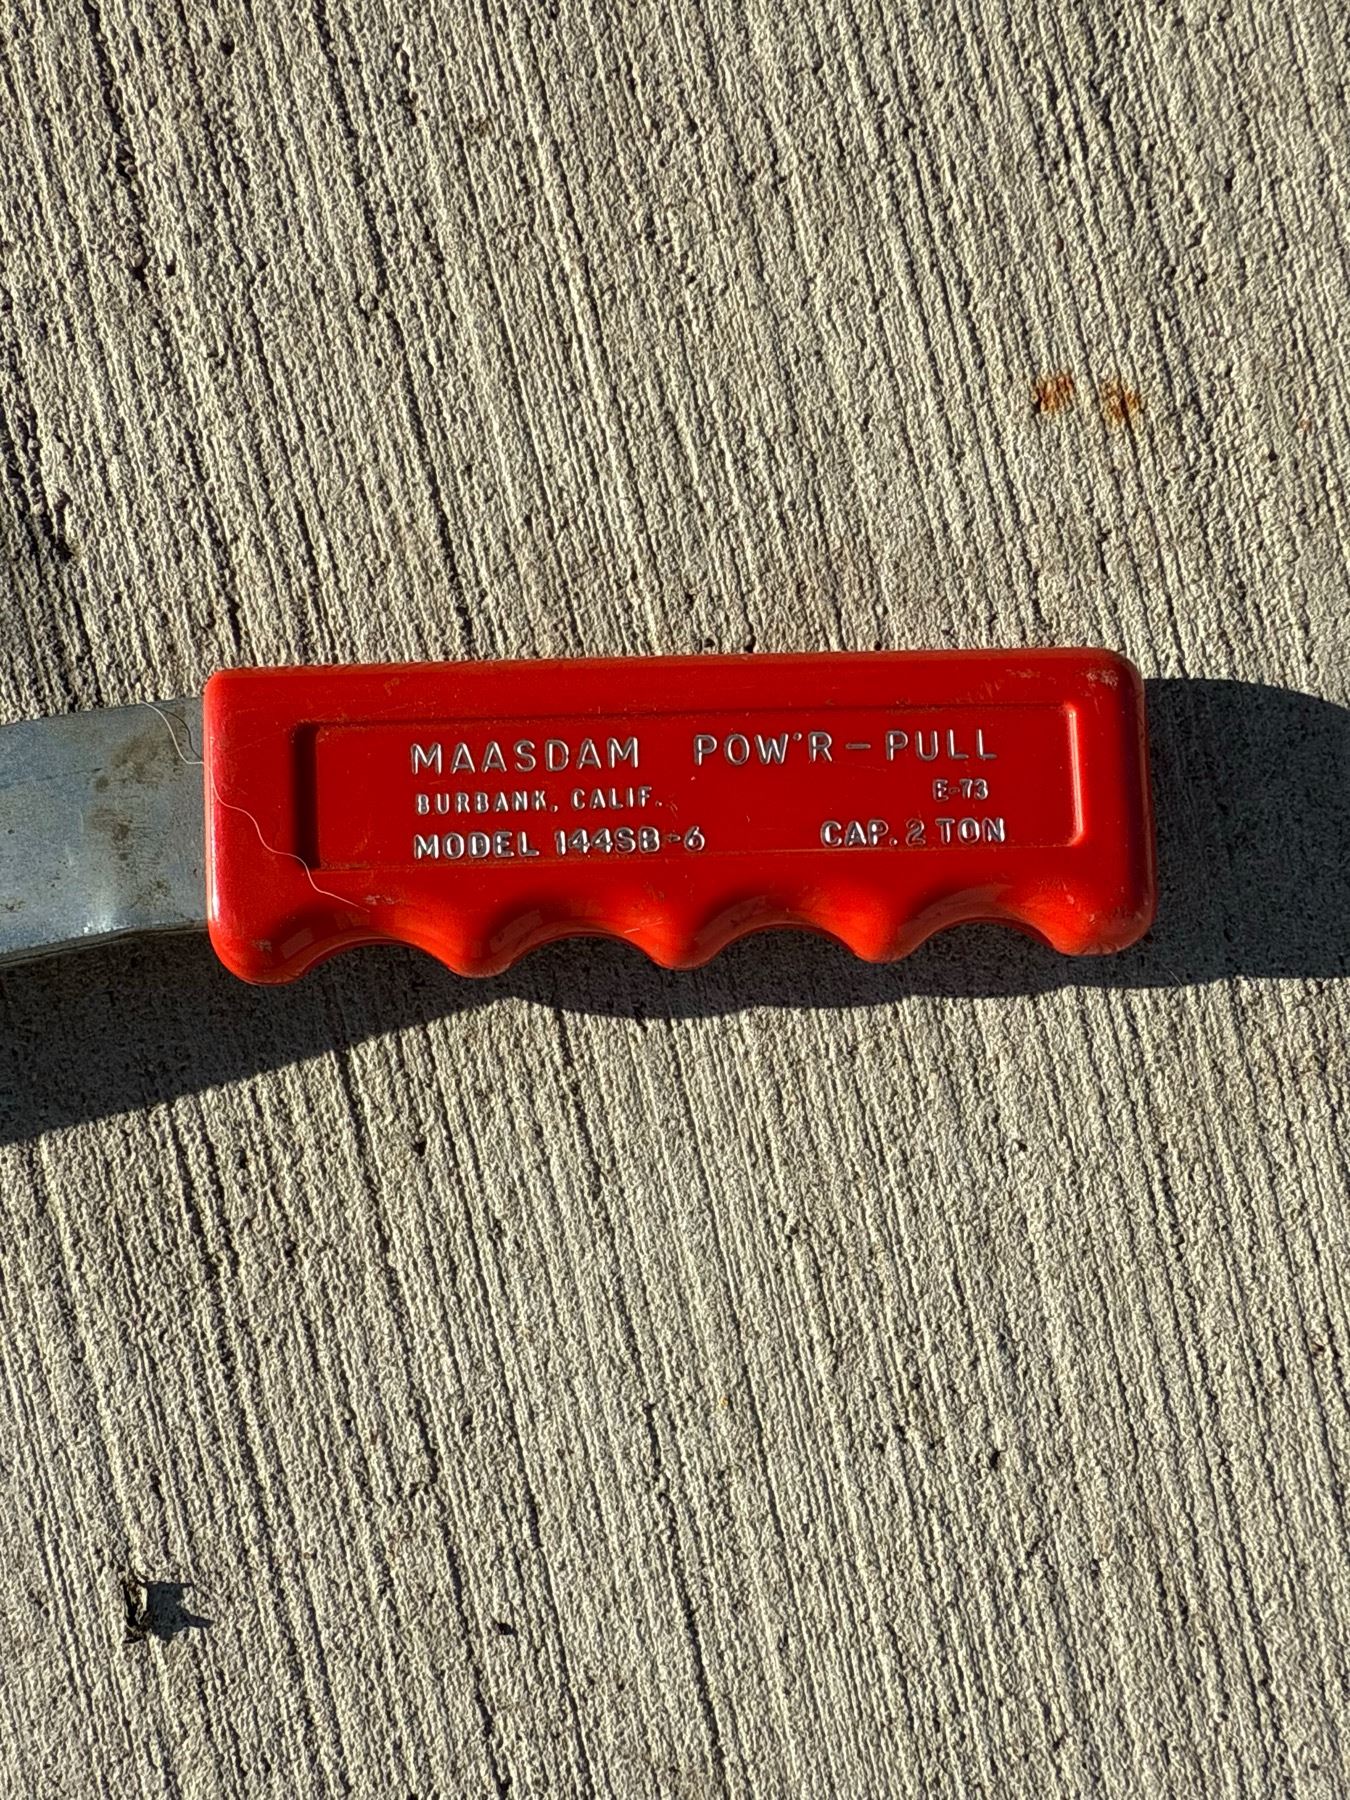 MAASDAM POW'R-PULL
BURBANK, CALIF. E-73
MODEL 144SB-6 CAP. 2 TON